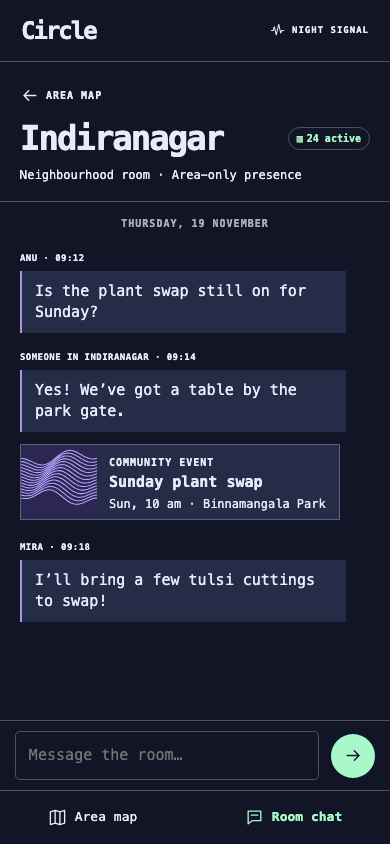 Circle
NIGHT SIGNAL
AREA MAP
Indiranagar
24 active
Neighbourhood room · Area-only presence
THURSDAY, 19 NOVEMBER
ANU · 09:12
Is the plant swap still on for
Sunday?
SOMEONE IN INDIRANAGAR · 09:14
Yes! We’ve got a table by the
park gate.
COMMUNITY EVENT
Sunday plant swap
Sun, 10 am · Binnamangala Park
MIRA · 09:18
I’ll bring a few tulsi cuttings
to swap!
Message the room…
Area map
Room chat